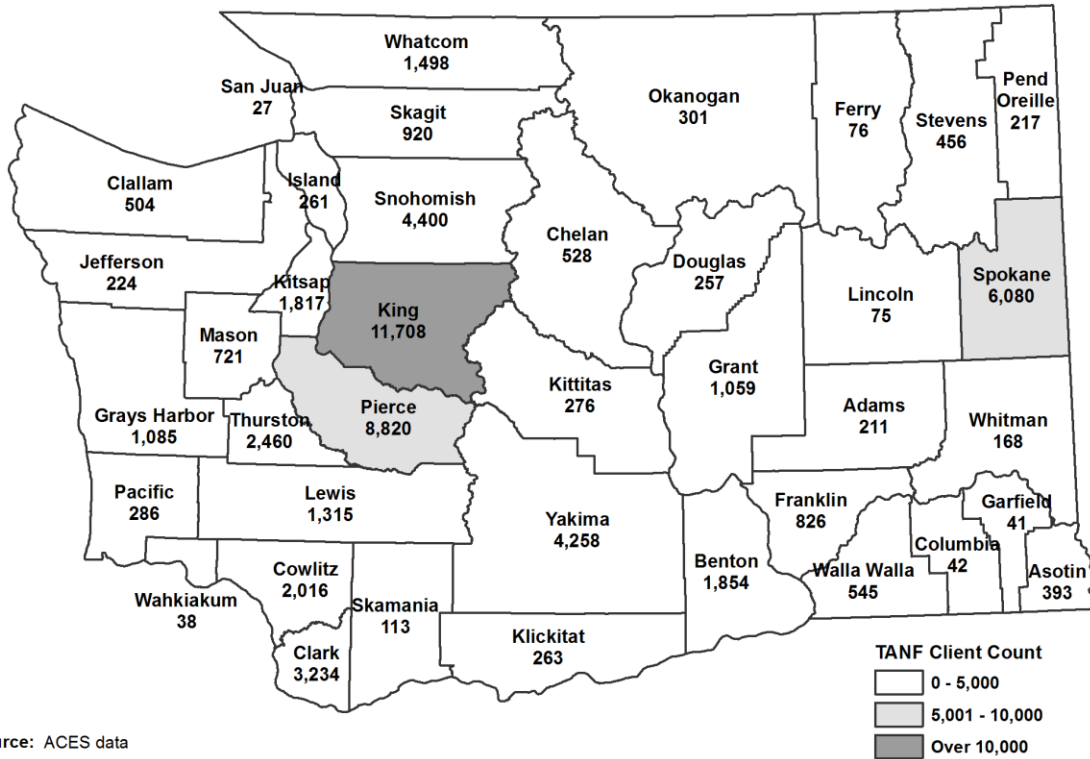 Whatcom
1,498
San Juan
27
Skagit
920
Okanogan
301
Ferry
76
Stevens
456
Pend
Oreille
217
Clallam
504
Island
261
Snohomish
4,400
Chelan
528
Douglas
257
Jefferson
224
Kitsap
1,817
King
11,708
Lincoln
75
Spokane
6,080
Mason
721
Grays Harbor
1,085
Thurston
2,460
Pierce
8,820
Kittitas
276
Grant
1,059
Adams
211
Whitman
168
Pacific
286
Lewis
1,315
Yakima
4,258
Benton
1,854
Franklin
826
Walla Walla
545
Columbia
42
Garfield
41
Asotin
393
Wahkiakum
38
Cowlitz
2,016
Skamania
113
Clark
3,234
Klickitat
263
TANF Client Count
0 - 5,000
5,001 - 10,000
Over 10,000
urce: ACES data